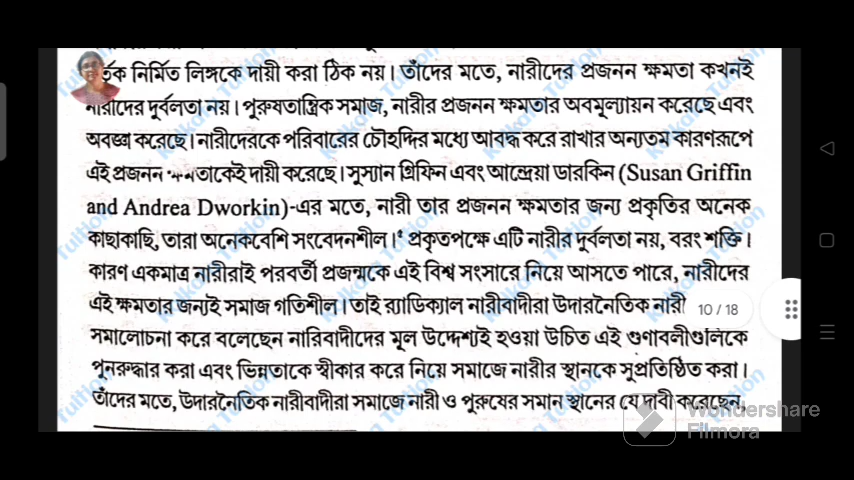 নির্মিত লিঙ্গকে দায়ী করা ঠিক নয়। তাঁদের মতে, নারীদের প্রজনন ক্ষমতা কখনই
নারীদের দুর্বলতা নয়। পুরুষতান্ত্রিক সমাজ, নারীর প্রজনন ক্ষমতার অবমূল্যায়ন করেছে এবং
অবজ্ঞা করেছে। নারীদেরকে পরিবারের চৌহদ্দির মধ্যে আবদ্ধ করে রাখার অন্যতম কারণরূপে
এই প্রজনন ক্ষমতাকেই দায়ী করেছে। সুস্যান গ্রিফিন এবং আন্দ্রেয়া ডারকিন (Susan Griffin
and Andrea Dworkin)-এর মতে, নারী তার প্রজনন ক্ষমতার জন্য প্রকৃতির অনেক
কাছাকাছি, তারা অনেকবেশি সংবেদনশীল। প্রকৃতপক্ষে এটি নারীর দুর্বলতা নয়, বরং শক্তি।
কারণ একমাত্র নারীরাই পরবর্তী প্রজন্মকে এই বিশ্ব সংসারে নিয়ে আসতে পারে, নারীদের
এই ক্ষমতার জন্যই সমাজ গতিশীল। তাই র‍্যাডিক্যাল নারীবাদীরা উদারনৈতিক নারী
10 / 18
সমালোচনা করে বলেছেন নারিবাদীদের মূল উদ্দেশ্যই হওয়া উচিত এই গুণাবলীগুলিকে
পুনরুদ্ধার করা এবং ভিন্নতাকে স্বীকার করে নিয়ে সমাজে নারীর স্থানকে সুপ্রতিষ্ঠিত করা।
তাঁদের মতে, উদারনৈতিক নারীবাদীরা সমাজে নারী ও পুরুষের সমান স্থানের যে দাবী করেছেন,
Wondershare
Filmora
Kolkata Tuition